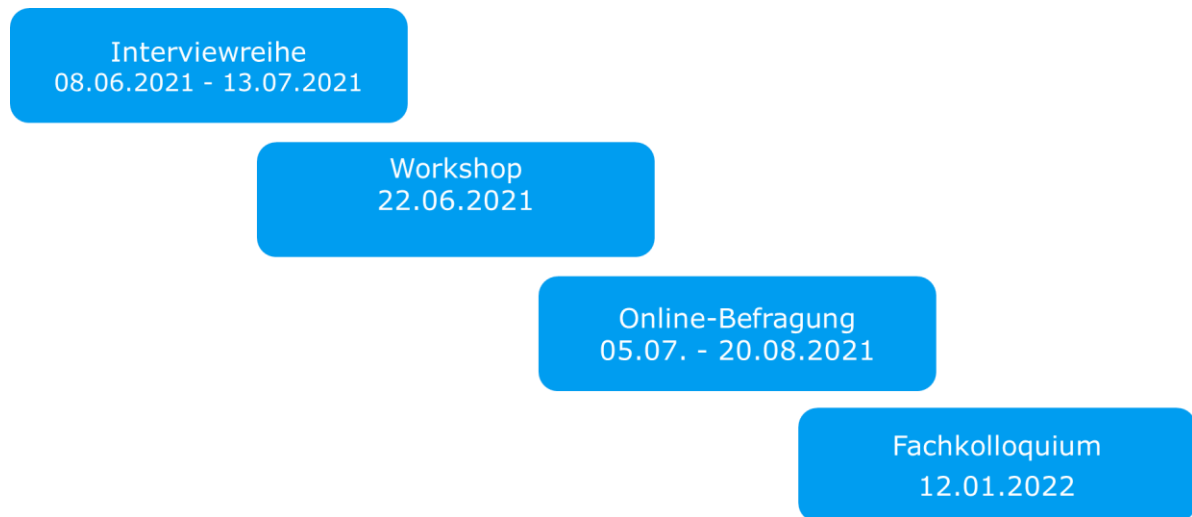 Interviewreihe
08.06.2021 - 13.07.2021
Workshop
22.06.2021
Online-Befragung
05.07. - 20.08.2021
Fachkolloquium
12.01.2022